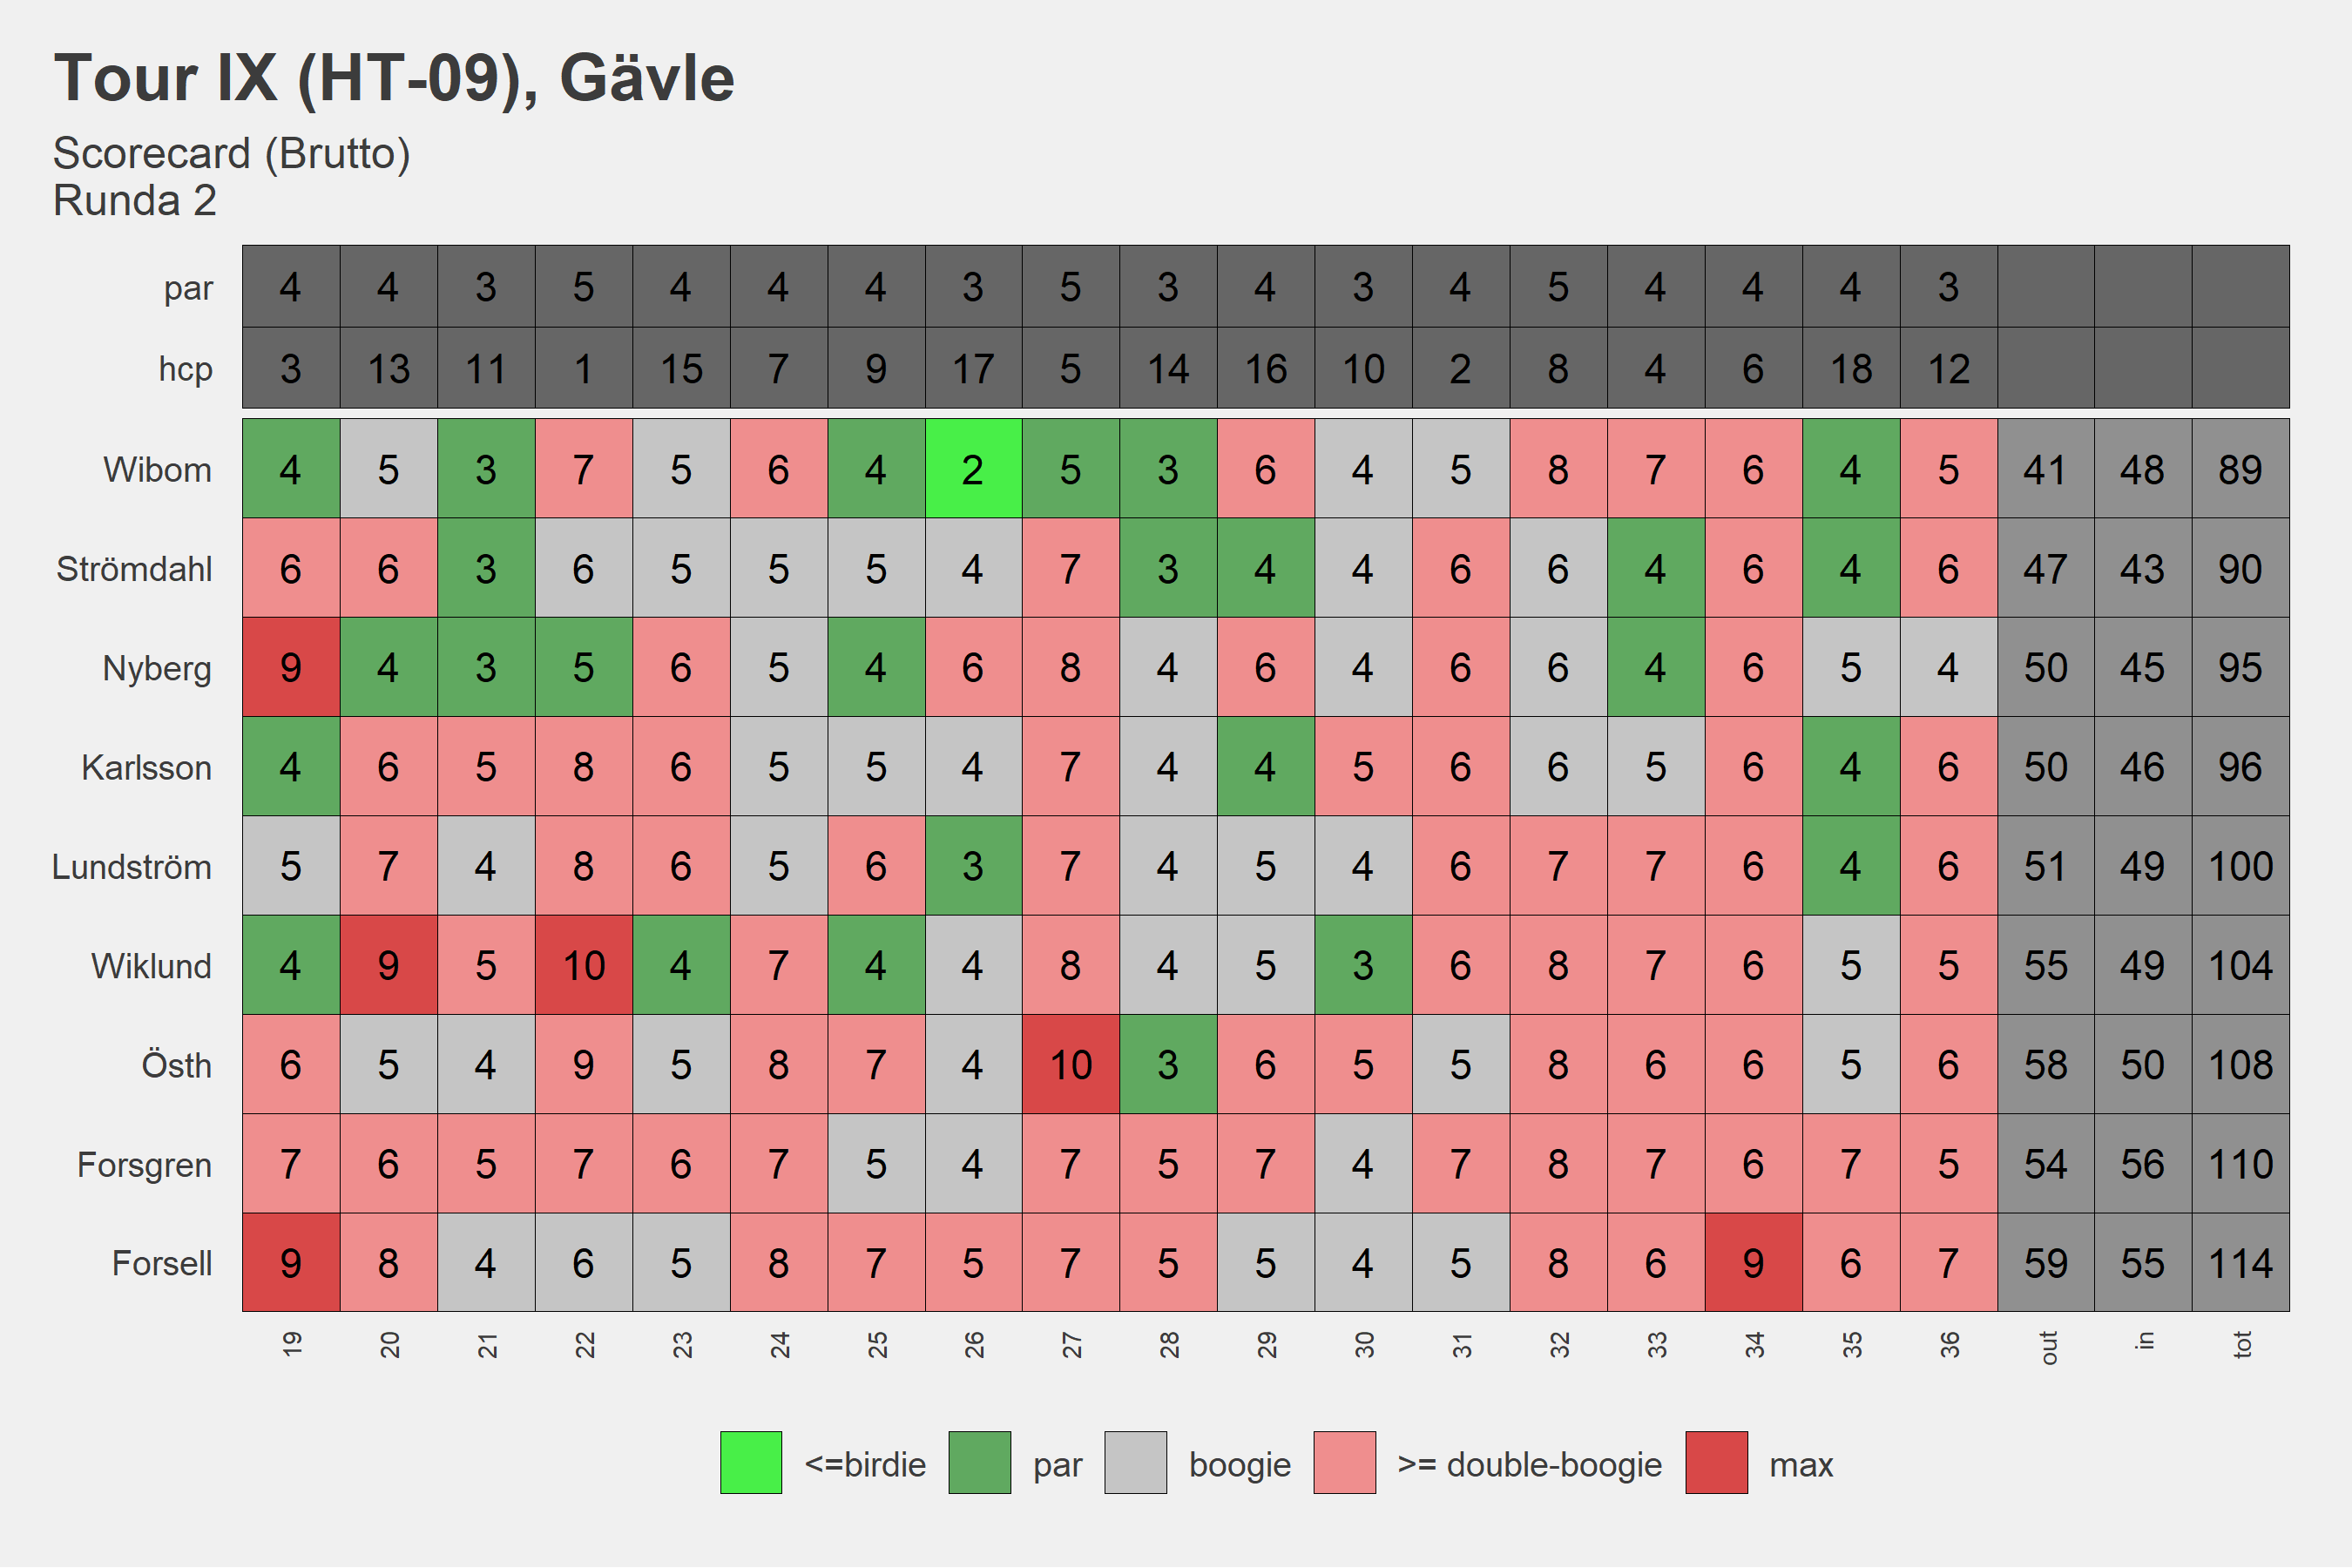 Tour IX (HT-09), Gävle
Scorecard (Brutto)
Runda 2
par 4 4 3 5 4 4 4 3 5 3 4 3 4 5 4 4 4 3
hcp 3 13 11 1 15 7 9 17 5 14 16 10 2 8 4 6 18 12
Wibom 4 5 3 7 5 6 4 2 5 3 6 4 5 8 7 6 4 5 41 48 89
Strömdahl 6 6 3 6 5 5 5 4 7 3 4 4 6 6 4 6 4 6 47 43 90
Nyberg 9 4 3 5 6 5 4 6 8 4 6 4 6 6 4 6 5 4 50 45 95
Karlsson 4 6 5 8 6 5 5 4 7 4 4 5 6 6 5 6 4 6 50 46 96
Lundström 5 7 4 8 6 5 6 3 7 4 5 4 6 7 7 6 4 6 51 49 100
Wiklund 4 9 5 10 4 7 4 4 8 4 5 3 6 8 7 6 5 5 55 49 104
Östh 6 5 4 9 5 8 7 4 10 3 6 5 5 8 6 6 5 6 58 50 108
Forsgren 7 6 5 7 6 7 5 4 7 5 7 4 7 8 7 6 7 5 54 56 110
Forsell 9 8 4 6 5 8 7 5 7 5 5 4 5 8 6 9 6 7 59 55 114
19 20 21 22 23 24 25 26 27 28 29 30 31 32 33 34 35 36 out in tot
<=birdie par boogie >= double-boogie max